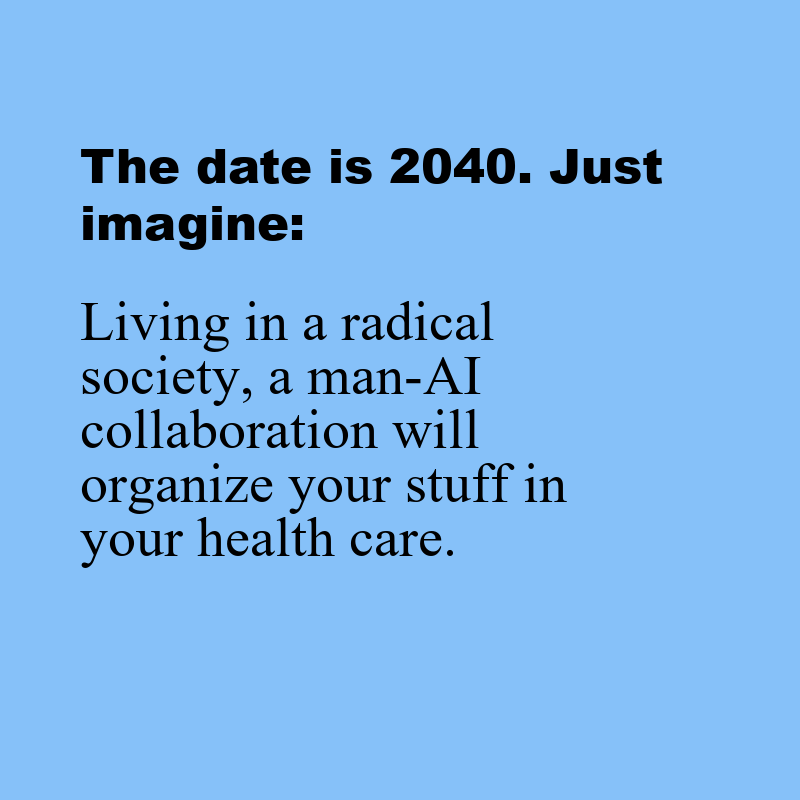 The date is 2040. Just
imagine:
Living in a radical
society, a man-AI
collaboration will
organize your stuff in
your health care.